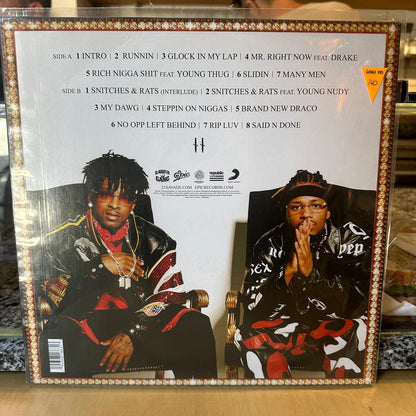 SIDE A 1 INTRO | 2 RUNNIN | 3 GLOCK IN MY LAP | 4 MR. RIGHT NOW FEAT. DRAKE
5 RICH NIGGA SHIT FEAT. YOUNG THUG | 6 SLIDIN | 7 MANY MEN
SIDE B 1 SNITCHES & RATS (INTERLUDE) | 2 SNITCHES & RATS FEAT. YOUNG NUDY
3 MY DAWG | 4 STEPPIN ON NIGGAS | 5 BRAND NEW DRACO
6 NO OPP LEFT BEHIND | 7 RIP LUV | 8 SAID N DONE
Epic
republic
21SAVAGE.COM | EPICRECORDS.COM